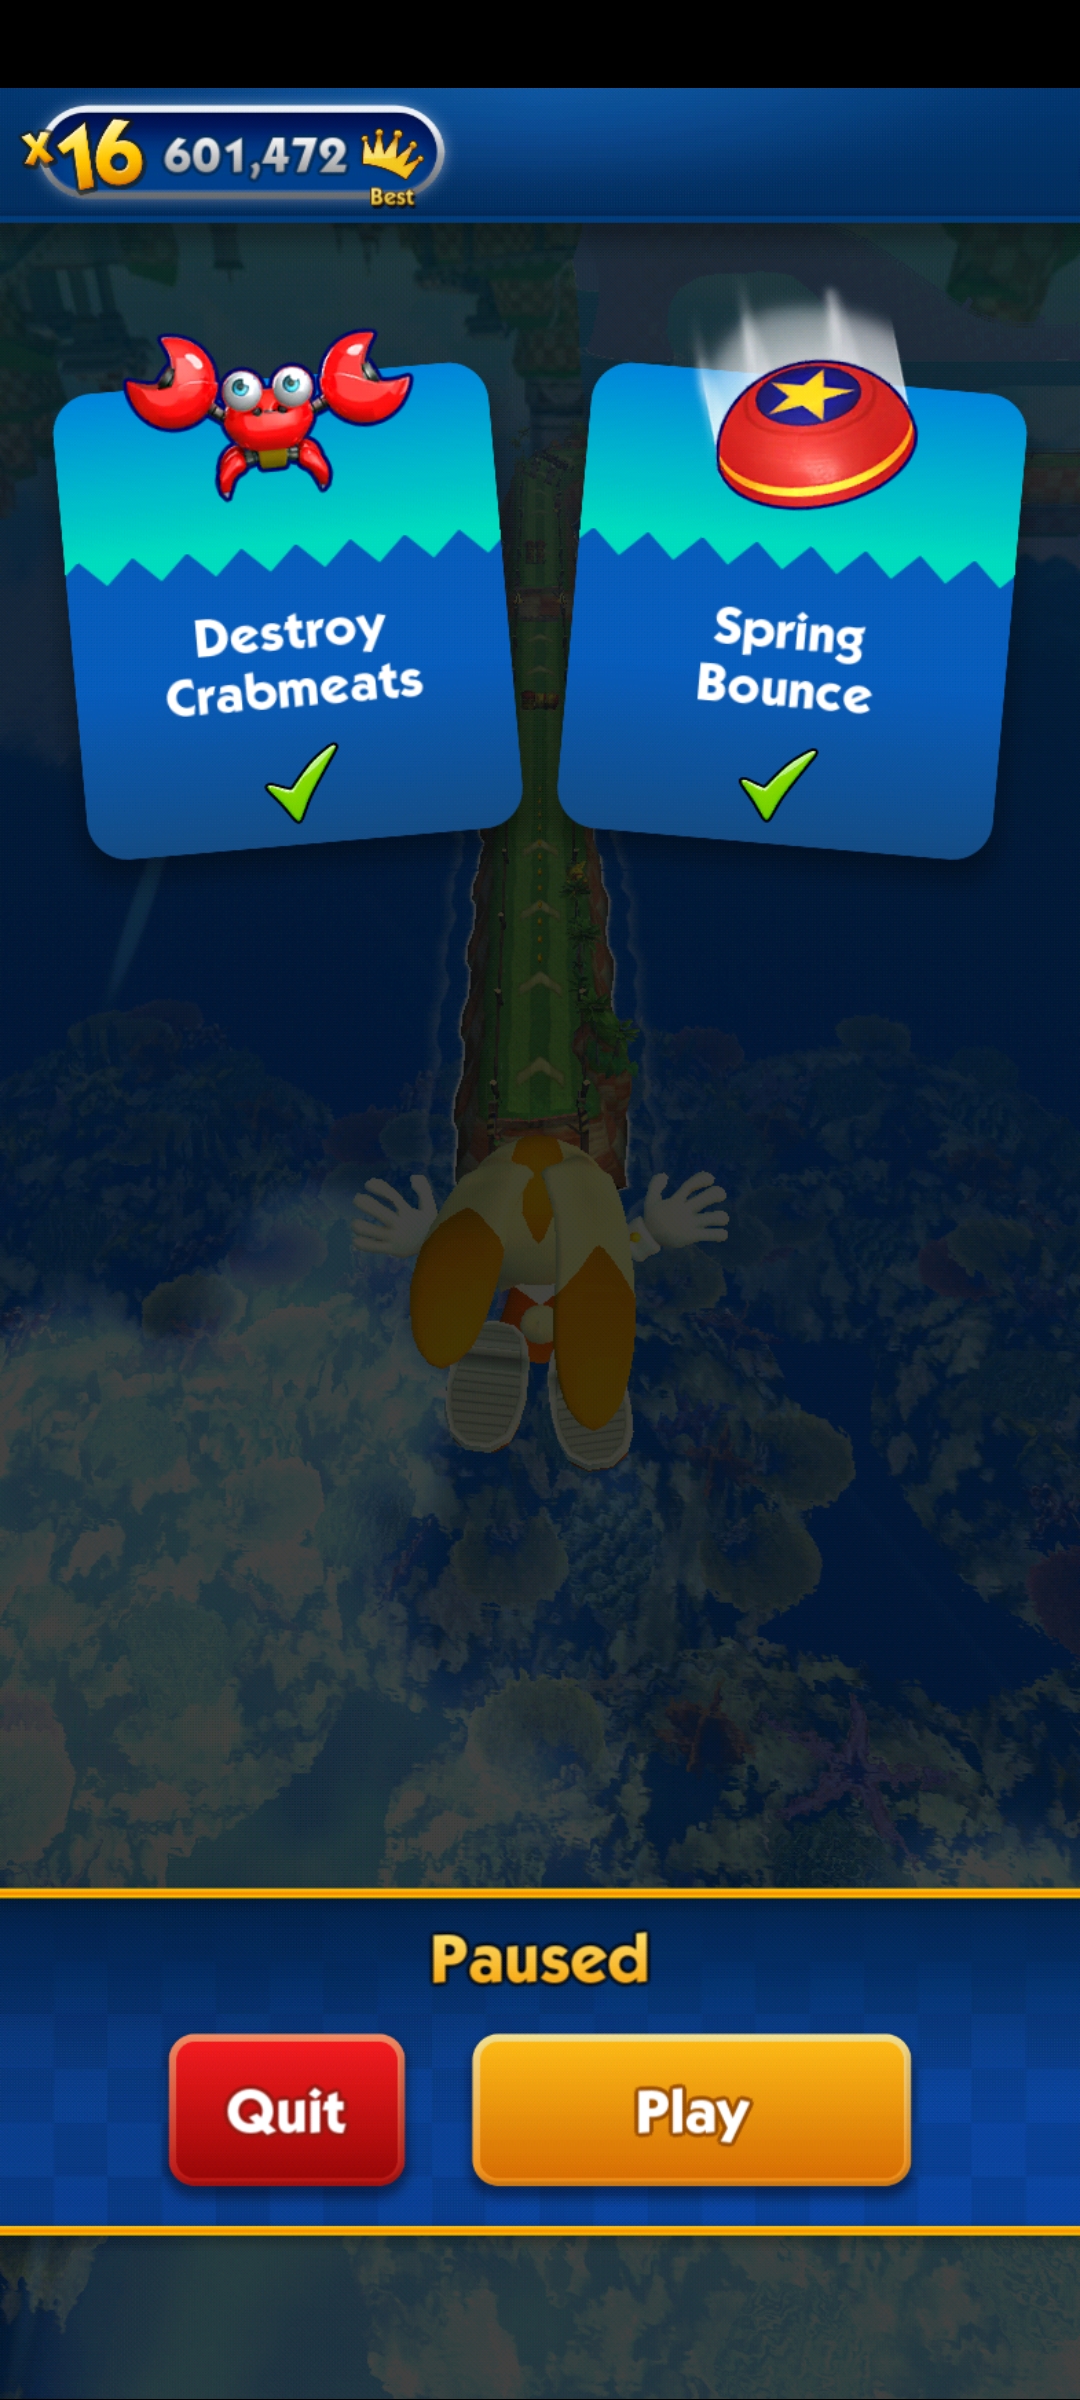 x16 601,472
Best
Destroy
Crabmeats
Spring
Bounce
Paused
Quit
Play